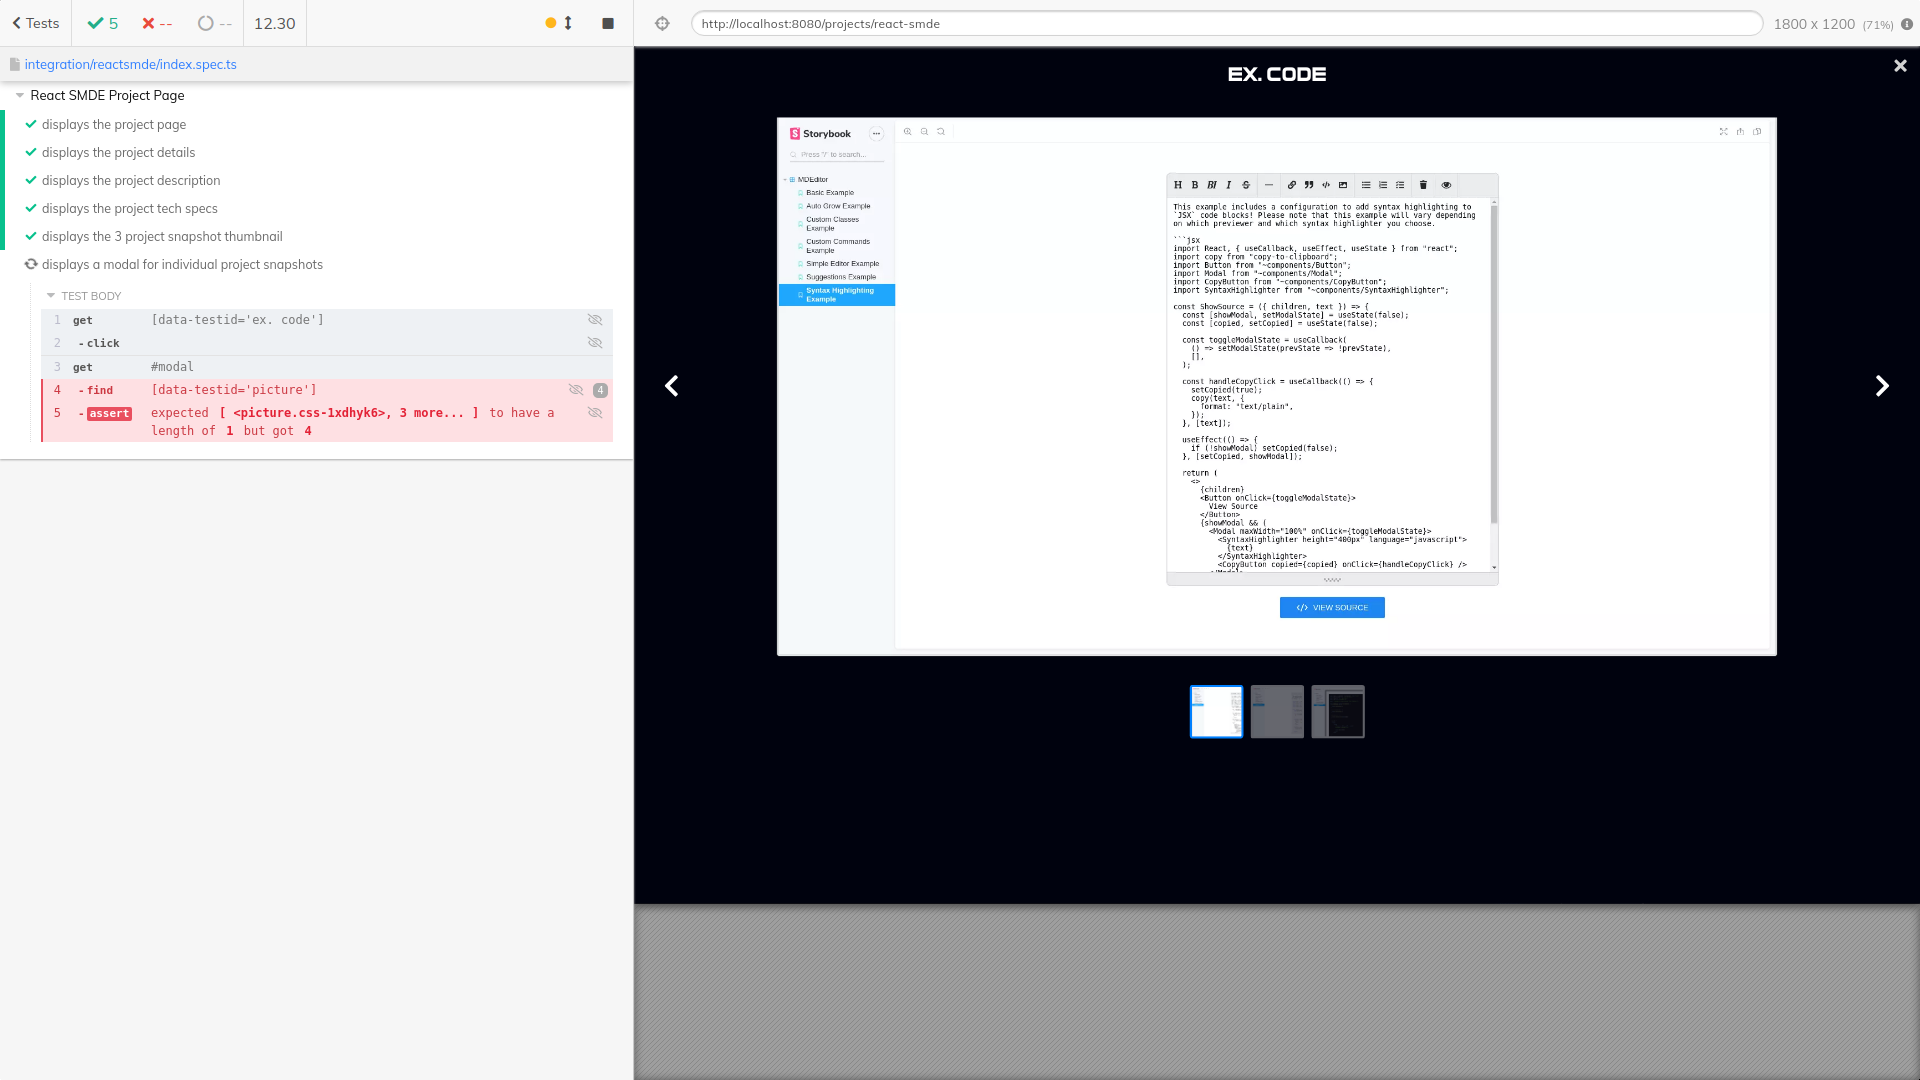 Tests
5
--
--
12.30
http://localhost:8080/projects/react-smde
1800 x 1200 (71%)
integration/reactsmde/index.spec.ts
React SMDE Project Page
displays the project page
displays the project details
displays the project description
displays the project tech specs
displays the 3 project snapshot thumbnail
displays a modal for individual project snapshots
TEST BODY
1 get [data-testid='ex. code']
2 -click
3 get #modal
4 -find [data-testid='picture'] 4
5 -assert expected [ <picture.css-1xdhyk6>, 3 more... ] to have a
length of 1 but got 4
EX. CODE
Storybook
Press "/" to search...
MDEditor
Basic Example
Auto Grow Example
Custom Classes
Example
Custom Commands
Example
Simple Editor Example
Suggestions Example
Syntax Highlighting
Example
H B BI I S
This example includes a configuration to add syntax highlighting to
`JSX` code blocks! Please note that this example will vary depending
on which previewer and which syntax highlighter you choose.
```jsx
import React, { useCallback, useEffect, useState } from "react";
import copy from "copy-to-clipboard";
import Button from "~components/Button";
import Modal from "~components/Modal";
import CopyButton from "~components/CopyButton";
import SyntaxHighlighter from "~components/SyntaxHighlighter";
const ShowSource = ({ children, text }) => {
const [showModal, setModalState] = useState(false);
const [copied, setCopied] = useState(false);
const toggleModalState = useCallback(
() => setModalState(prevState => !prevState),
[],
);
const handleCopyClick = useCallback(() => {
setCopied(true);
copy(text, {
format: "text/plain",
});
}, [text]);
useEffect(() => {
if (!showModal) setCopied(false);
}, [setCopied, showModal]);
return (
<>
{children}
<Button onClick={toggleModalState}>
View Source
</Button>
{showModal && (
<Modal maxWidth="100%" onClick={toggleModalState}>
<SyntaxHighlighter height="400px" language="javascript">
{text}
</SyntaxHighlighter>
<CopyButton copied={copied} onClick={handleCopyClick} />
</> VIEW SOURCE